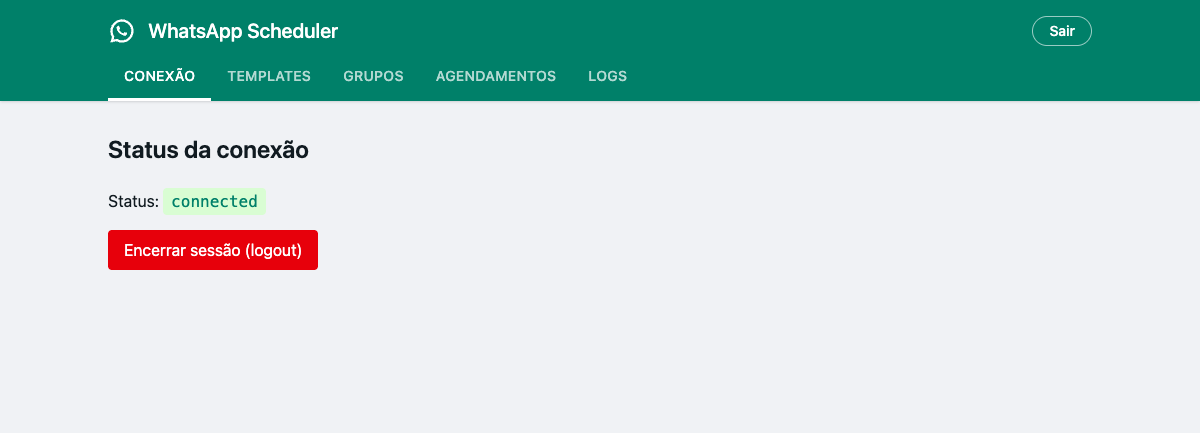 WhatsApp Scheduler
Sair
CONEXÃO TEMPLATES GRUPOS AGENDAMENTOS LOGS
Status da conexão
Status: connected
Encerrar sessão (logout)